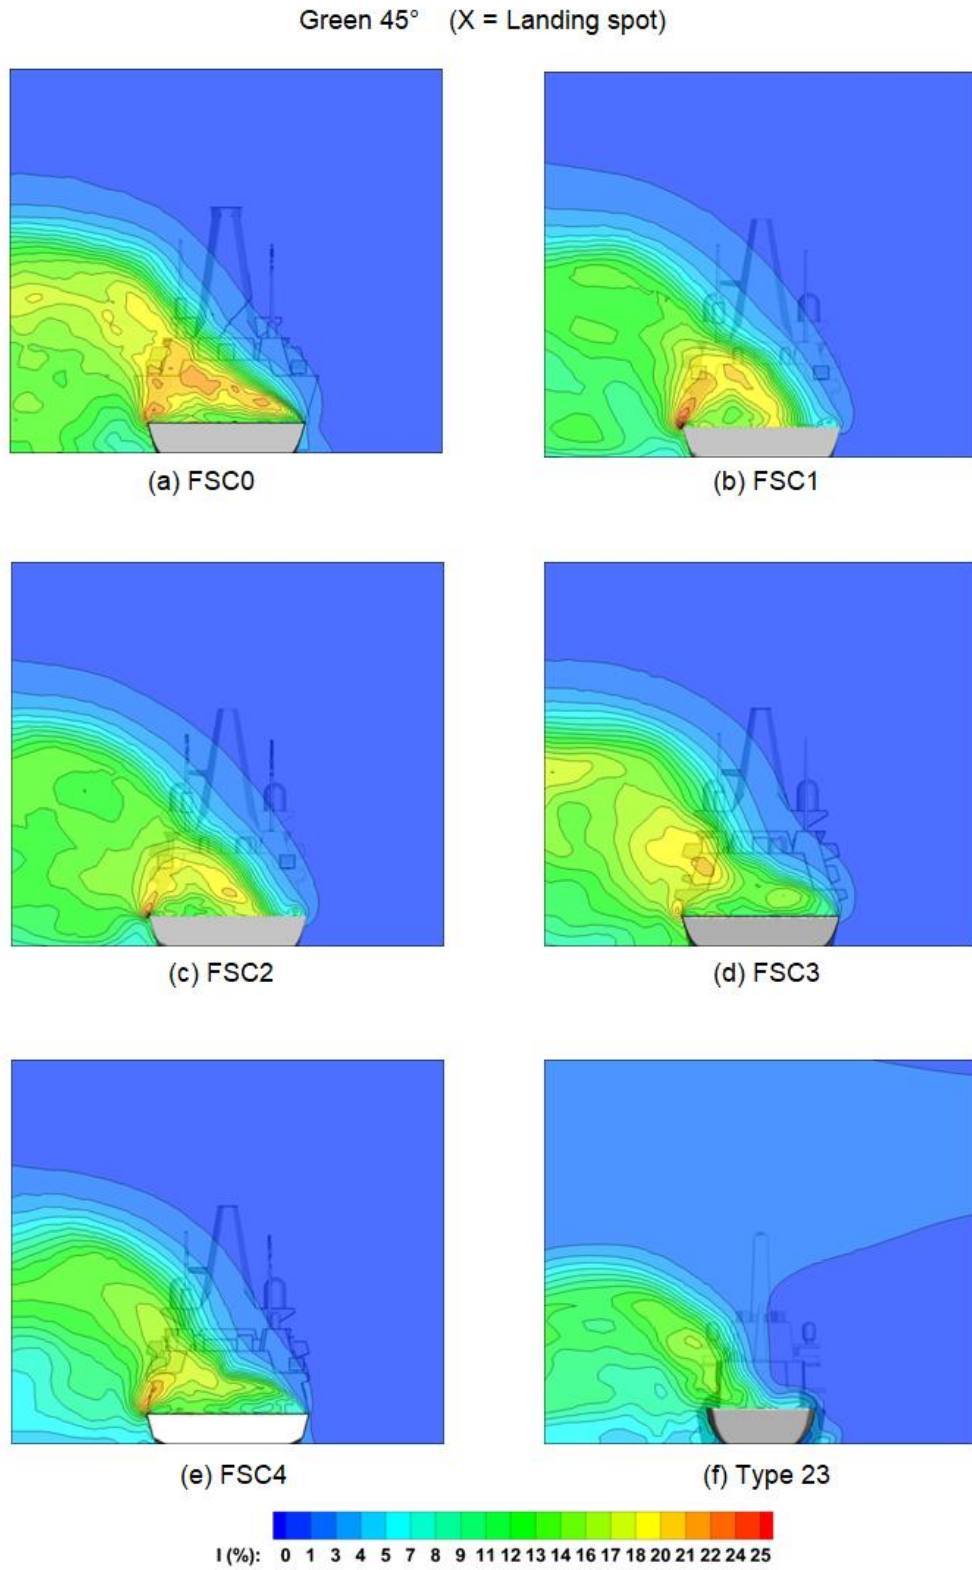 Green 45° (X = Landing spot)
(a) FSC0
(b) FSC1
(c) FSC2
(d) FSC3
(e) FSC4
(f) Type 23
I (%): 0 1 3 4 5 7 8 9 11 12 13 14 16 17 18 20 21 22 24 25